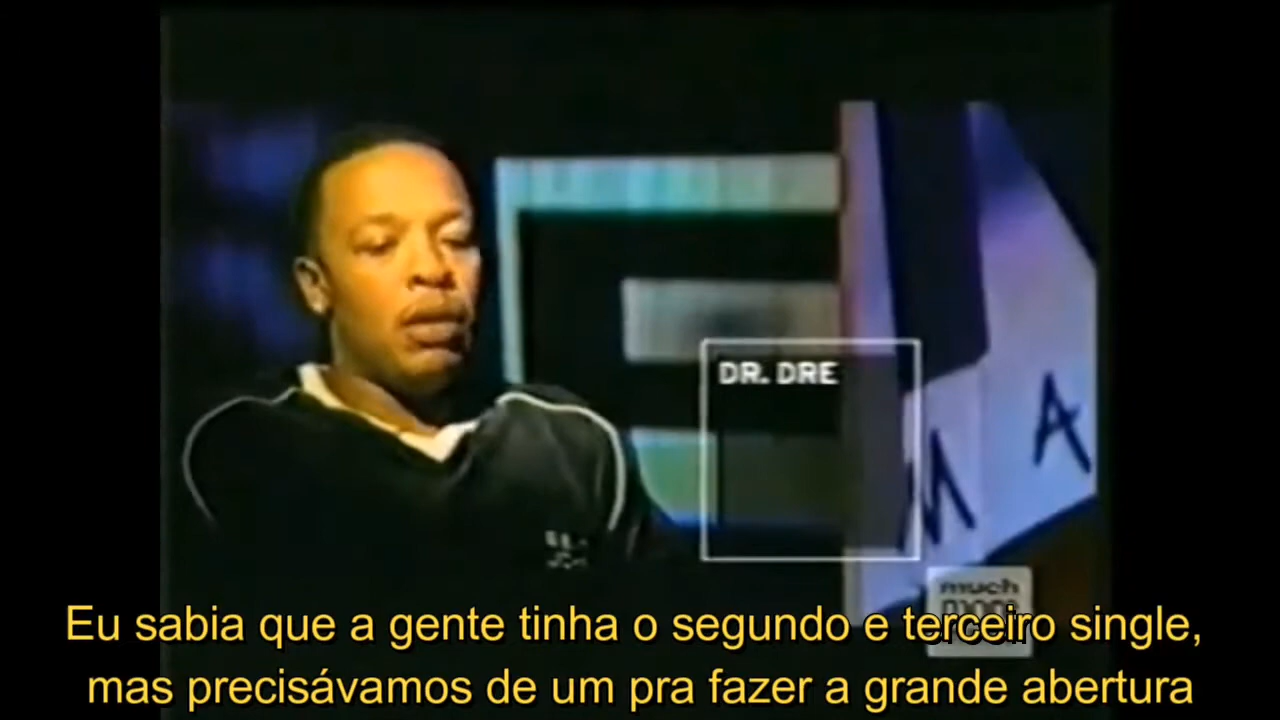 E
DR. DRE
M A
much
Eu sabia que a gente tinha o segundo e terceiro single,
mas precisávamos de um pra fazer a grande abertura